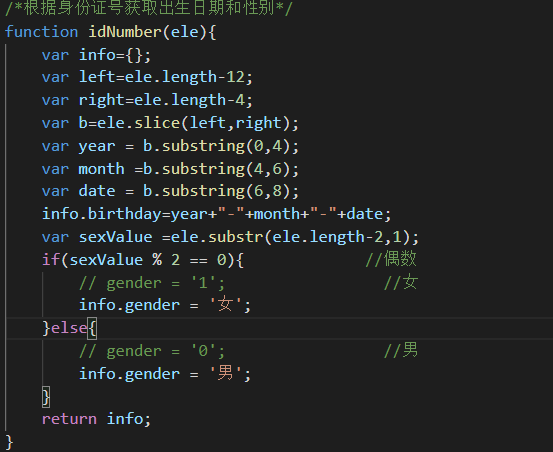 /*根据身份证号获取出生日期和性别*/
function idNumber(ele){
    var info={};
    var left=ele.length-12;
    var right=ele.length-4;
    var b=ele.slice(left,right);
    var year = b.substring(0,4);
    var month =b.substring(4,6);
    var date = b.substring(6,8);
    info.birthday=year+"-"+month+"-"+date;
    var sexValue =ele.substr(ele.length-2,1);
    if(sexValue % 2 == 0){             //偶数
        // gender = '1';                 //女
        info.gender = '女';
    }else{
        // gender = '0';                 //男
        info.gender = '男';
    }
    return info;
}